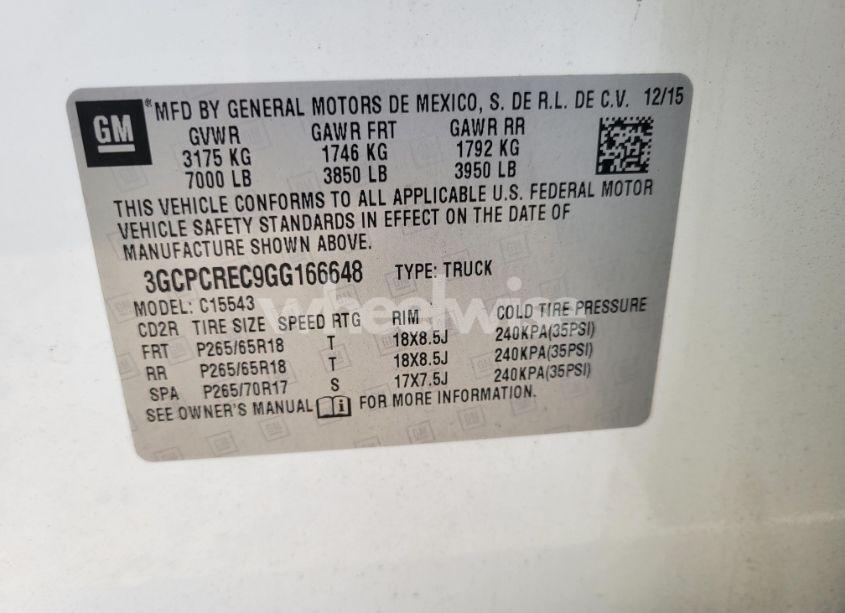 GM
® MFD BY GENERAL MOTORS DE MEXICO, S. DE R.L. DE C.V. 12/15
GVWR GAWR FRT GAWR RR
3175 KG 1746 KG 1792 KG
7000 LB 3850 LB 3950 LB
THIS VEHICLE CONFORMS TO ALL APPLICABLE U.S. FEDERAL MOTOR
VEHICLE SAFETY STANDARDS IN EFFECT ON THE DATE OF
MANUFACTURE SHOWN ABOVE.
3GCPCREC9GG166648 TYPE: TRUCK
MODEL: C15543
CD2R TIRE SIZE SPEED RTG RIM COLD TIRE PRESSURE
FRT P265/65R18 T 18X8.5J 240KPA(35PSI)
RR P265/65R18 T 18X8.5J 240KPA(35PSI)
SPA P265/70R17 S 17X7.5J 240KPA(35PSI)
SEE OWNER'S MANUAL FOR MORE INFORMATION.
wheelwise